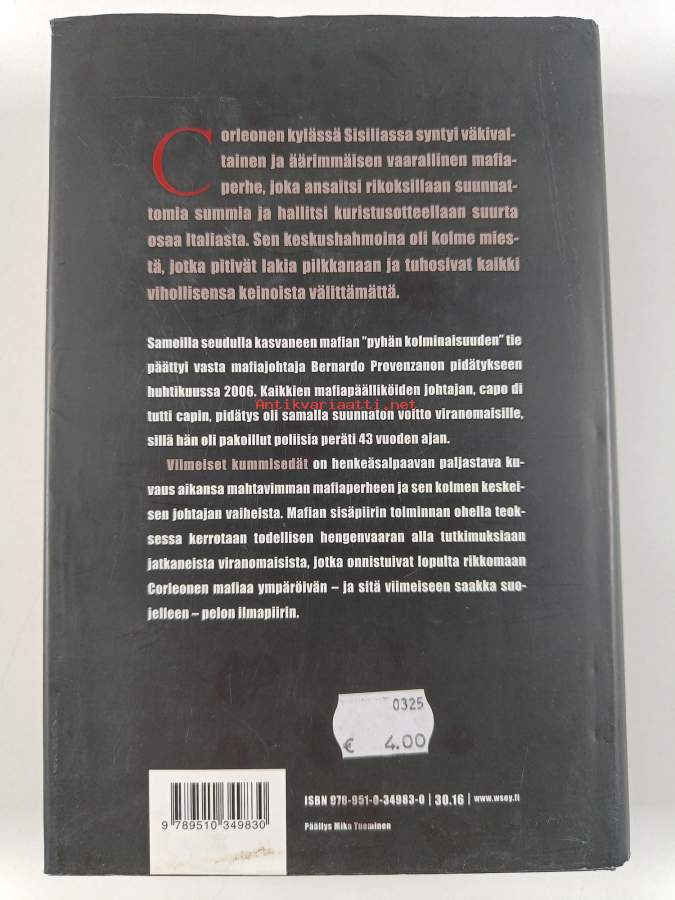 Corleonen kylässä Sisiliassa syntyi väkival-
tainen ja äärimmäisen vaarallinen mafia-
perhe, joka ansaitsi rikoksillaan suunnat-
tomia summia ja hallitsi kuristusotteellaan suurta
osaa Italiasta. Sen keskushahmoina oli kolme mies-
tä, jotka pitivät lakia pilkkanaan ja tuhosivat kaikki
vihollisensa keinoista välittämättä.
Samoilla seudulla kasvaneen mafian ”pyhän kolminaisuuden” tie
päättyi vasta mafiajohtaja Bernardo Provenzanon pidätykseen
huhtikuussa 2006. Kaikkien mafiapäälliköiden johtajan, capo di
Antikvariaatti.net
tutti capin, pidätys oli samalla suunnaton voitto viranomaisille,
sillä hän oli pakoillut poliisia peräti 43 vuoden ajan.
Viimeiset kummisedät on henkeäsalpaavan paljastava ku-
vaus aikansa mahtavimman mafiaperheen ja sen kolmen keskei-
sen johtajan vaiheista. Mafian sisäpiirin toiminnan ohella teok-
sessa kerrotaan todellisen hengenvaaran alla tutkimuksiaan
jatkaneista viranomaisista, jotka onnistuivat lopulta rikkomaan
Corleonen mafiaa ympäröivän – ja sitä viimeiseen saakka suo-
jelleen – pelon ilmapiirin.
0325
€ 4.00
ISBN 978-951-0-34983-0 | 30.16 | www.wsoy.fi
9 789510 349830
Päällys Mika Tuominen